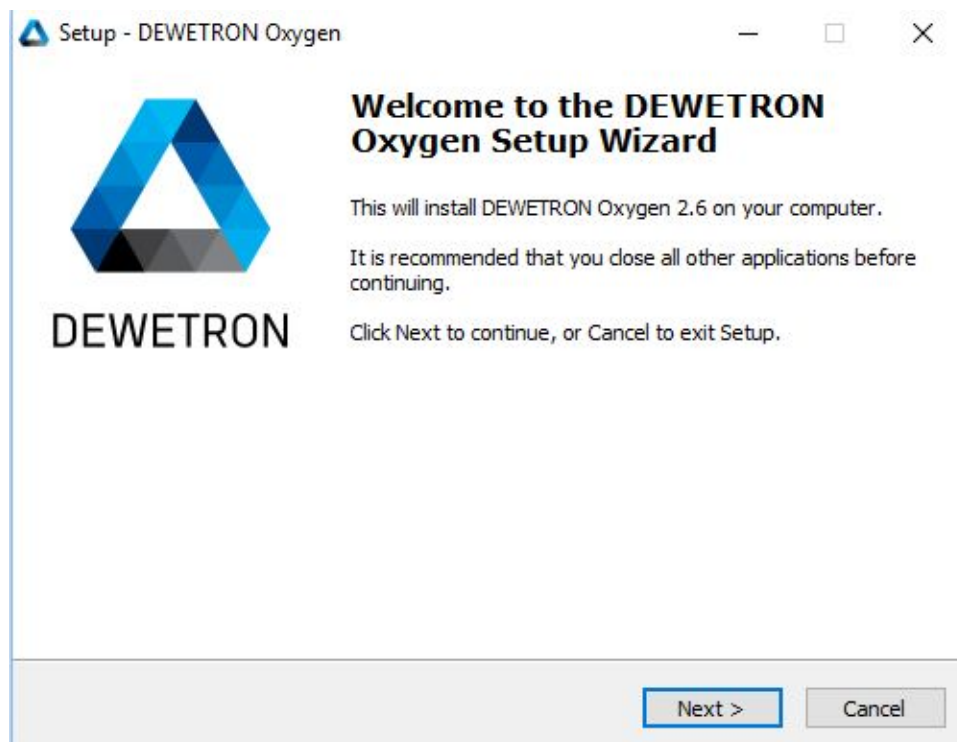 Setup - DEWETRON Oxygen
Welcome to the DEWETRON
Oxygen Setup Wizard
This will install DEWETRON Oxygen 2.6 on your computer.
It is recommended that you close all other applications before
continuing.
Click Next to continue, or Cancel to exit Setup.
DEWETRON
Next >
Cancel